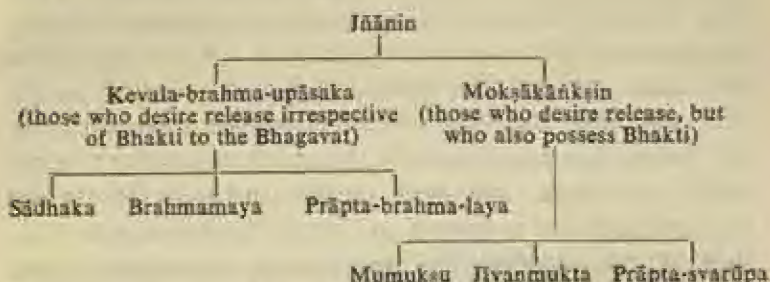 Jñānin
Kevala-brahma-upāsaka Mokṣākāṅkṣin
(those who desire release irrespective (those who desire release, but
of Bhakti to the Bhagavat) who also possess Bhakti)
Sādhaka Brahmamaya Prāpta-brahma-laya
Mumukṣu Jīvanmukta Prāpta-svarūpa